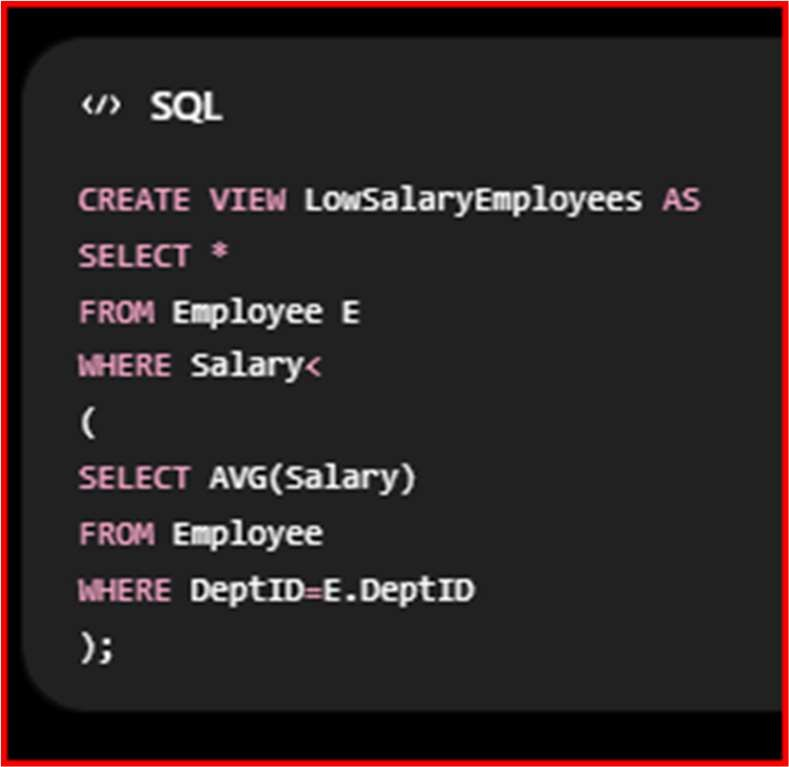 </> SQL
CREATE VIEW LowSalaryEmployees AS
SELECT *
FROM Employee E
WHERE Salary<
(
SELECT AVG(Salary)
FROM Employee
WHERE DeptID=E.DeptID
);